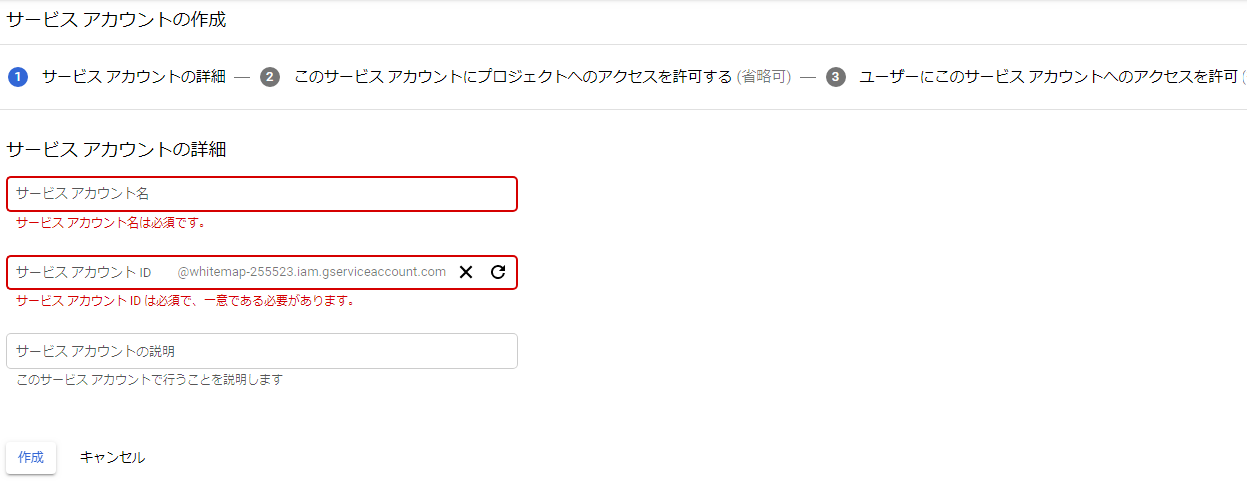 サービス アカウントの作成
1 サービス アカウントの詳細 — 2 このサービス アカウントにプロジェクトへのアクセスを許可する (省略可) — 3 ユーザーにこのサービス アカウントへのアクセスを許可 (
サービス アカウントの詳細
サービス アカウント名
サービス アカウント名は必須です。
サービス アカウント ID @whitemap-255523.iam.gserviceaccount.com
サービス アカウント ID は必須で、一意である必要があります。
サービス アカウントの説明
このサービス アカウントで行うことを説明します
作成 キャンセル